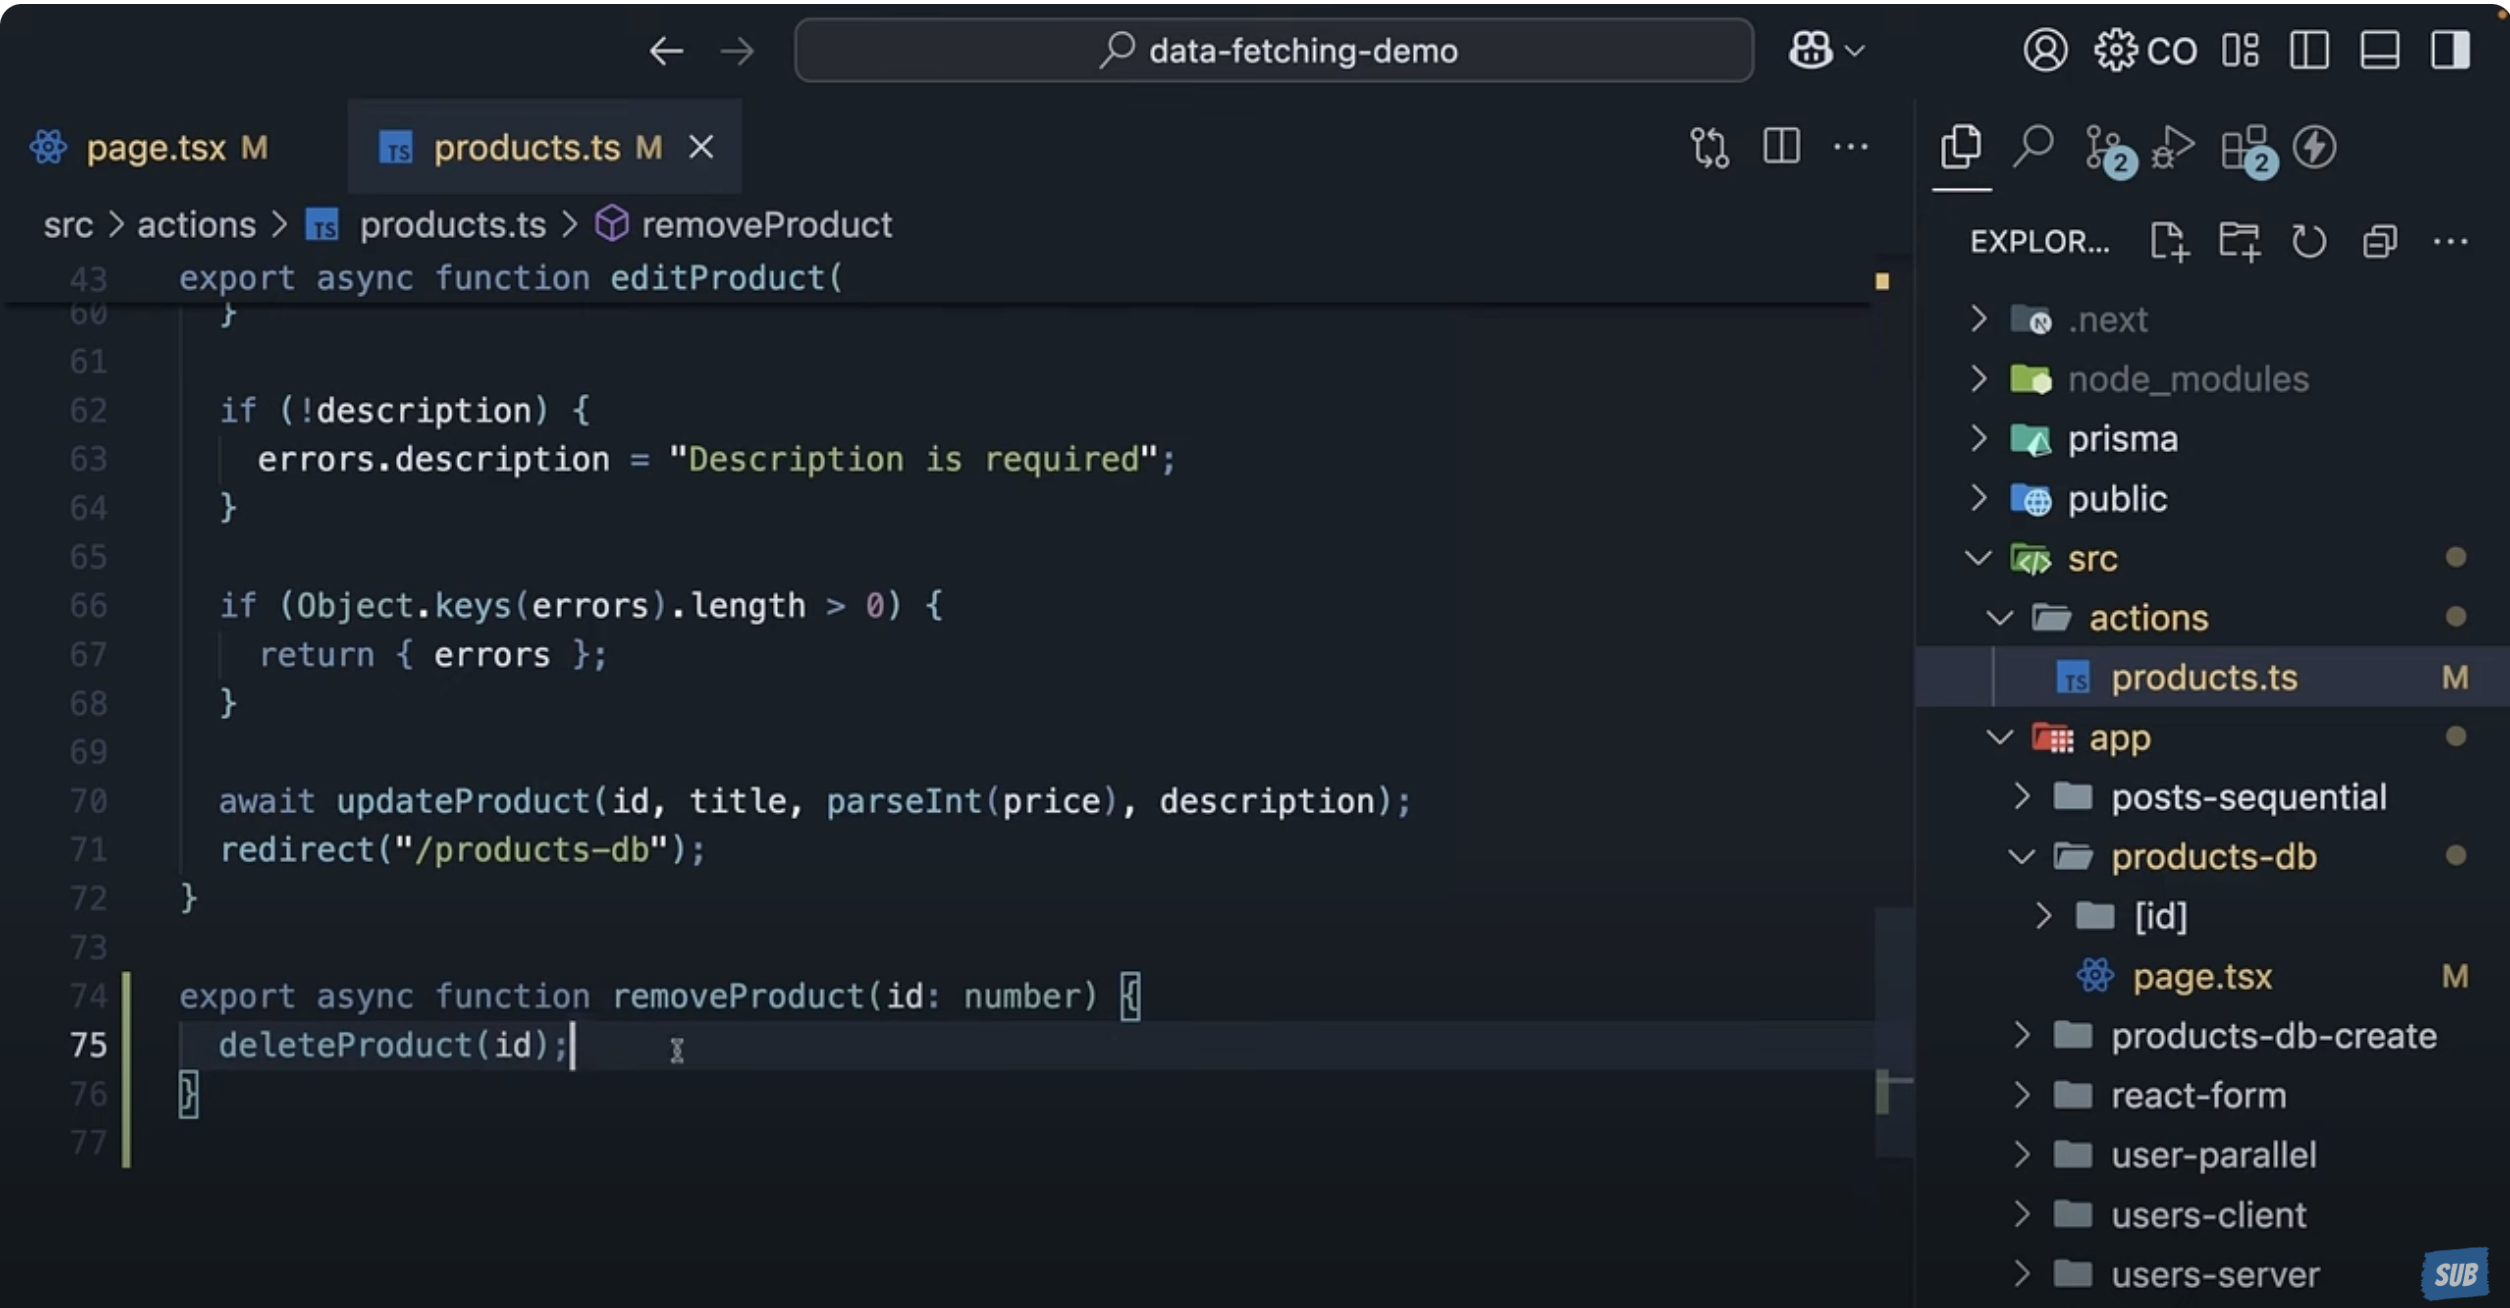 data-fetching-demo
CO
page.tsx M
products.ts M
2
2
src > actions > TS products.ts > removeProduct
EXPLOR...
43 export async function editProduct(
60 }
61
62 if (!description) {
63 errors.description = "Description is required";
64 }
65
66 if (Object.keys(errors).length > 0) {
67 return { errors };
68 }
69
70 await updateProduct(id, title, parseInt(price), description);
71 redirect("/products-db");
72 }
73
74 export async function removeProduct(id: number) {
75 deleteProduct(id);
76 }
77
.next
node_modules
prisma
public
src
actions
TS products.ts M
app
posts-sequential
products-db
[id]
page.tsx M
products-db-create
react-form
user-parallel
users-client
users-server
SUB